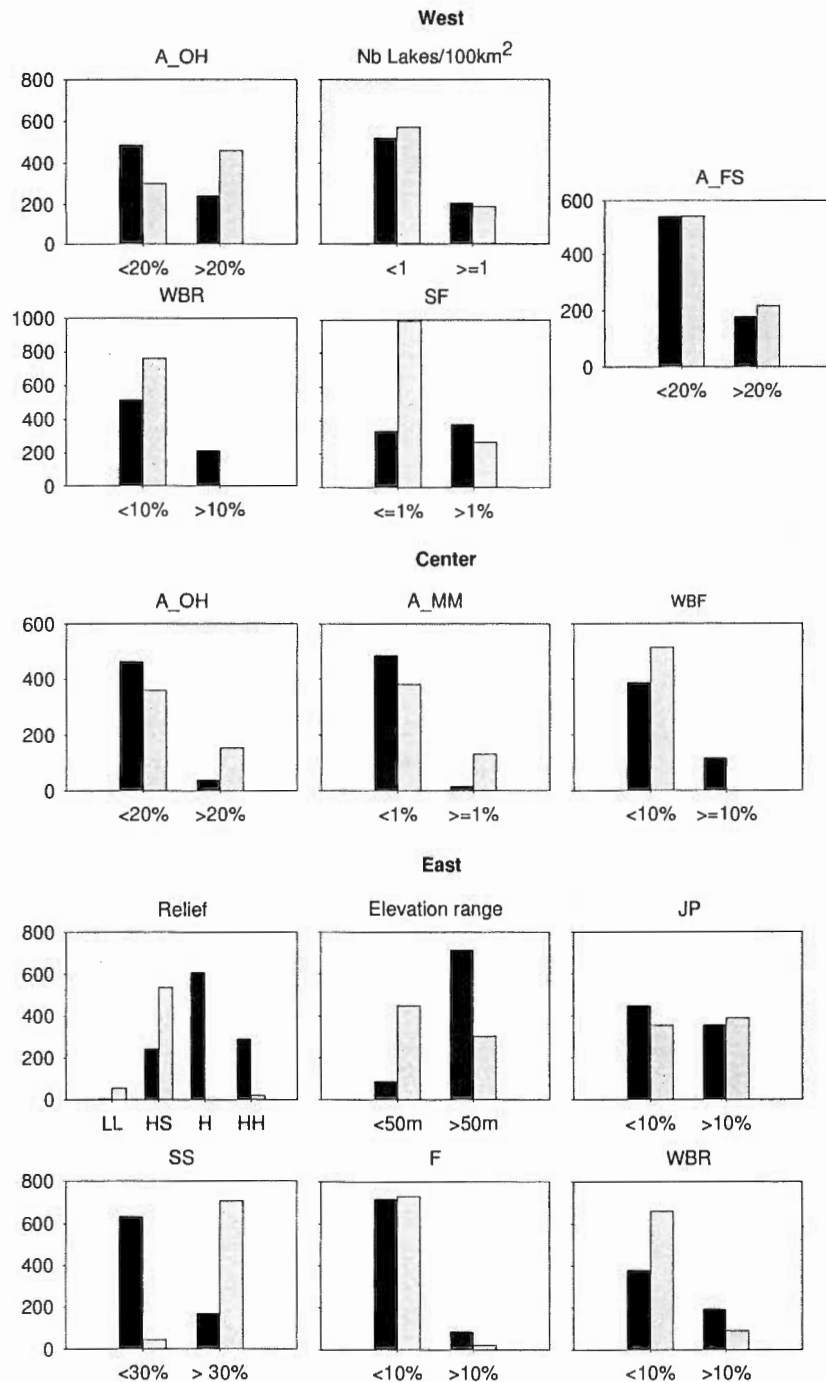 West
A_OH
Nb Lakes/100km²
800
600
400
200
0
<20% >20%
<1 >=1
A_FS
600
400
200
0
<20% >20%
WBR
SF
1000
800
600
400
200
0
<10% >10%
<=1% >1%
Center
A_OH
A_MM
WBF
600
400
200
0
<20% >20%
<1% >=1%
<10% >=10%
East
Relief
Elevation range
JP
800
600
400
200
0
LL HS H HH
<50m >50m
<10% >10%
SS
F
WBR
800
600
400
200
0
<30% > 30%
<10% >10%
<10% >10%